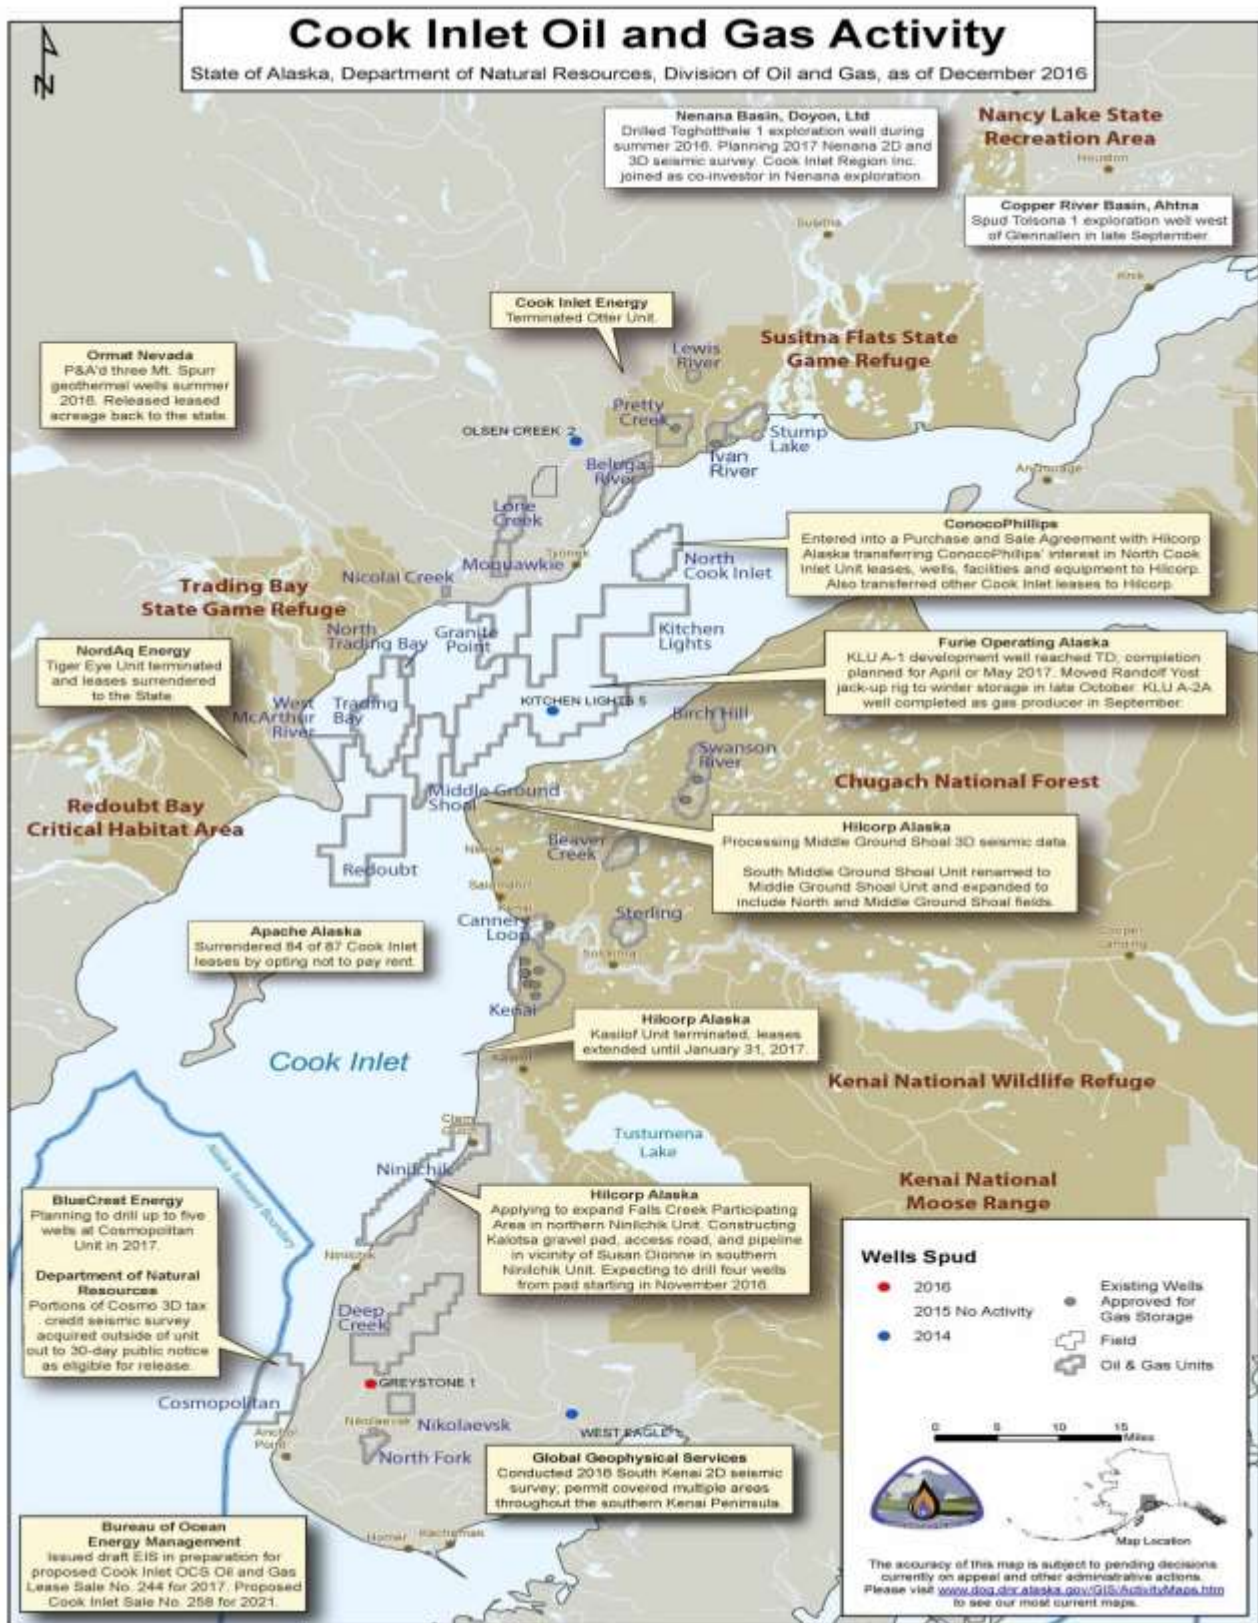 Cook Inlet Oil and Gas Activity
State of Alaska, Department of Natural Resources, Division of Oil and Gas, as of December 2016
N
Nenana Basin, Doyon, Ltd
Drilled Toghotthele 1 exploration well during
summer 2016. Planning 2017 Nenana 2D and
3D seismic survey. Cook Inlet Region Inc.
joined as co-investor in Nenana exploration.
Nancy Lake State
Recreation Area
Houston
Copper River Basin, Ahtna
Spud Tolsona 1 exploration well west
of Glennallen in late September.
Susitna
Knik
Cook Inlet Energy
Terminated Otter Unit.
Susitna Flats State
Game Refuge
Ormat Nevada
P&A'd three Mt. Spurr
geothermal wells summer
2016. Released leased
acreage back to the state.
Lewis
River
Pretty
Creek
OLSEN CREEK 2
Stump
Lake
Ivan
River
Beluga
River
Anchorage
Lone
Creek
ConocoPhillips
Entered into a Purchase and Sale Agreement with Hilcorp
Alaska transferring ConocoPhillips' interest in North Cook
Inlet Unit leases, wells, facilities and equipment to Hilcorp.
Also transferred other Cook Inlet leases to Hilcorp.
Tyonek
Moquawkie
North
Cook Inlet
Nicolai Creek
Trading Bay
State Game Refuge
North
Trading Bay
Granite
Point
Kitchen
Lights
NordAq Energy
Tiger Eye Unit terminated
and leases surrendered
to the State.
Furie Operating Alaska
KLU A-1 development well reached TD; completion
planned for April or May 2017. Moved Randolf Yost
jack-up rig to winter storage in late October. KLU A-2A
well completed as gas producer in September.
West
McArthur
River
Trading
Bay
KITCHEN LIGHTS 5
Birch Hill
Swanson
River
Chugach National Forest
Redoubt Bay
Critical Habitat Area
Middle Ground
Shoal
Hilcorp Alaska
Processing Middle Ground Shoal 3D seismic data.
South Middle Ground Shoal Unit renamed to
Middle Ground Shoal Unit and expanded to
include North and Middle Ground Shoal fields.
Beaver
Creek
Nikiski
Redoubt
Salamatof
Kenai
Cannery
Loop
Sterling
Apache Alaska
Surrendered 84 of 87 Cook Inlet
leases by opting not to pay rent.
Cooper
Landing
Soldotna
Kenai
Hilcorp Alaska
Kasilof Unit terminated, leases
extended until January 31, 2017.
Cook Inlet
Kasilof
Kenai National Wildlife Refuge
Clam
Gulch
Tustumena
Lake
Ninilchik
Kenai National
Moose Range
Alaska Seaward Boundary
BlueCrest Energy
Planning to drill up to five
wells at Cosmopolitan
Unit in 2017.
Department of Natural
Resources
Portions of Cosmo 3D tax
credit seismic survey
acquired outside of unit
out to 30-day public notice
as eligible for release.
Hilcorp Alaska
Applying to expand Falls Creek Participating
Area in northern Ninilchik Unit. Constructing
Kalotsa gravel pad, access road, and pipeline
in vicinity of Susan Dionne in southern
Ninilchik Unit. Expecting to drill four wells
from pad starting in November 2016.
Ninilchik
Deep
Creek
GREYSTONE 1
Cosmopolitan
Nikolaevsk
Nikolaevsk
WEST EAGLE 1
Anchor
Point
North Fork
Global Geophysical Services
Conducted 2016 South Kenai 2D seismic
survey; permit covered multiple areas
throughout the southern Kenai Peninsula.
Bureau of Ocean
Energy Management
Issued draft EIS in preparation for
proposed Cook Inlet OCS Oil and Gas
Lease Sale No. 244 for 2017. Proposed
Cook Inlet Sale No. 258 for 2021.
Homer
Kachemak
Wells Spud
2016
2015 No Activity
2014
Existing Wells
Approved for
Gas Storage
Field
Oil & Gas Units
0 5 10 15
Miles
Map Location
The accuracy of this map is subject to pending decisions
currently on appeal and other administrative actions.
Please visit www.dog.dnr.alaska.gov/GIS/ActivityMaps.htm
to see our most current maps.